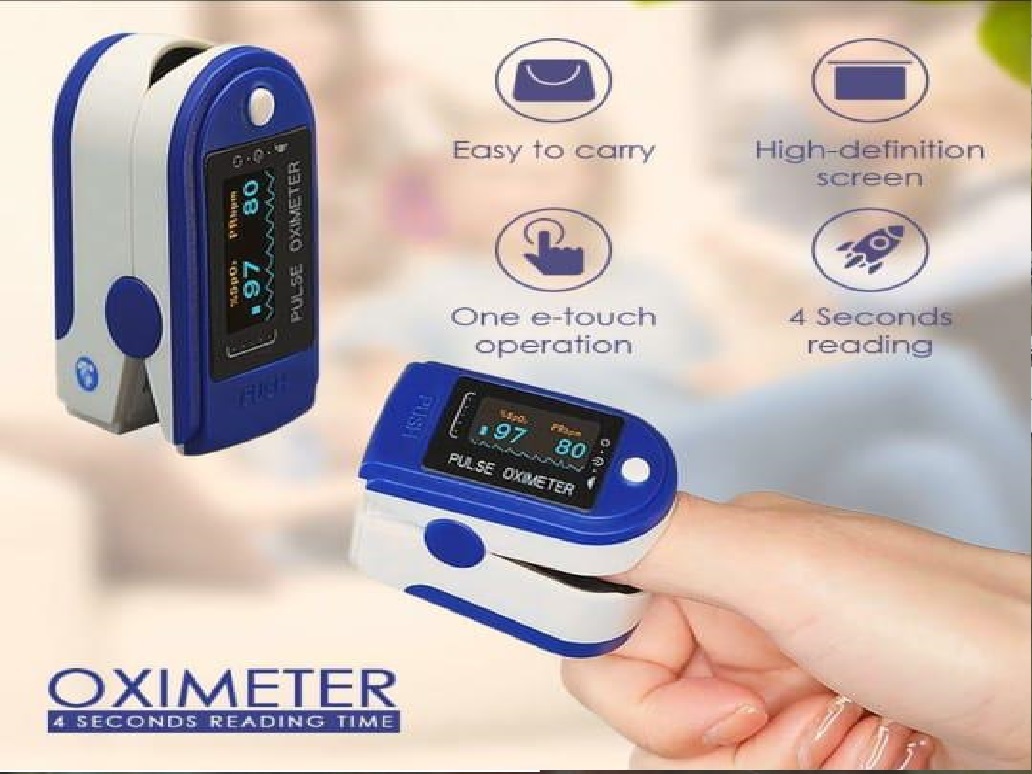 Easy to carry
High-definition
screen
One e-touch
operation
4 Seconds
reading
%SpO₂ PRbpm
97 80
PULSE OXIMETER
PUSH
%SpO₂ PRbpm
97 80
PULSE OXIMETER
PUSH
OXIMETER
4 SECONDS READING TIME